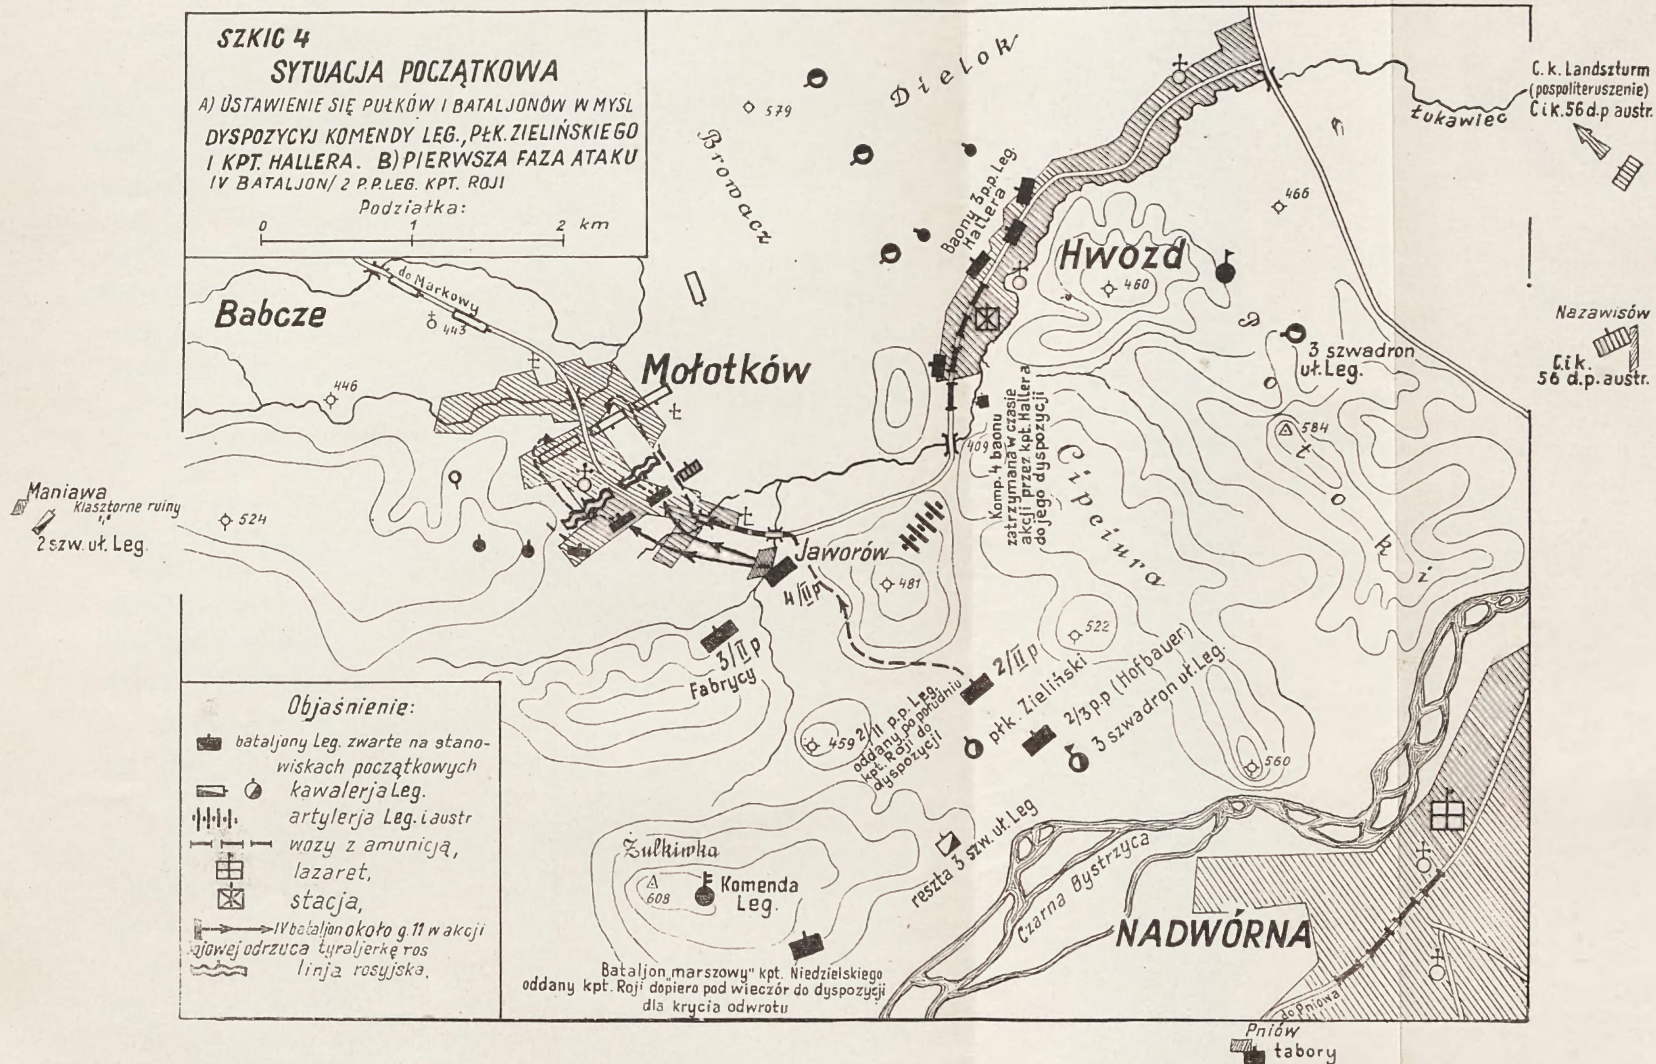 SZKIC 4
SYTUACJA POCZĄTKOWA
A) USTAWIENIE SIĘ PUŁKÓW I BATALJONÓW W MYSL
DYSPOZYCYJ KOMENDY LEG., PŁK. ZIELIŃSKIEGO
I KPT. HALLERA. B) PIERWSZA FAZA ATAKU
IV BATALJON/ 2 P.P. LEG. KPT. ROJI
Podziałka:
0 1 2 km
Dielok
579
Browacz
Baony 3 p.p. Leg.
Hallera
Hwozd
460
466
Łukawiec
C. k. Landszturm
(pospoliteruszenie)
C i k. 56 d.p austr.
Nazawisów
C.i k.
56 d.p. austr.
3 szwadron
uł. Leg.
584
Potoki
Babcze
do Markowy
443
446
Mołotków
409
Komp. 4 baonu
zatrzymana w czasie
akcji przez kpt. Hallera
do jego dyspozycji
Cipciura
Maniawa
Klasztorne ruiny
2 szw. uł. Leg.
524
Jaworów
4/II p
481
522
3/II p
Fabrycy
2/II p
płk. Zieliński
2/3 p.p (Hofbauer)
3 szwadron uł. Leg.
459
2/II p.p. Leg.
oddany po południu
kpt. Roji do
dyspozycji
560
Objaśnienie:
bataljony Leg. zwarte na stano-
wiskach początkowych
kawalerja Leg.
artylerja Leg. i austr
wozy z amunicją,
lazaret,
stacja,
IV bataljon około g. 11 w akcji
bojowej odrzuca tyraljerkę ros
linja rosyjska.
Żulkiwka
608
Komenda
Leg.
reszta 3 szw. uł. Leg
Czarna Bystrzyca
NADWÓRNA
Bataljon „marszowy" kpt. Niedzielskiego
oddany kpt. Roji dopiero pod wieczór do dyspozycji
dla krycia odwrotu
do Pniowa
Pniów
tabory